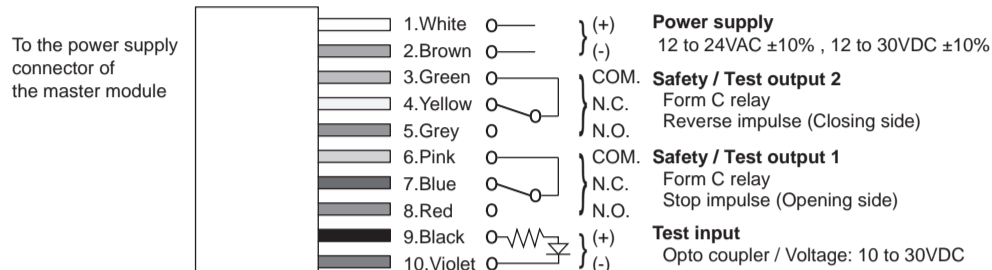 To the power supply
connector of
the master module
1.White (+) Power supply
12 to 24VAC ±10% , 12 to 30VDC ±10%
2.Brown (-)
3.Green COM. Safety / Test output 2
4.Yellow N.C. Form C relay
5.Grey N.O. Reverse impulse (Closing side)
6.Pink COM. Safety / Test output 1
7.Blue N.C. Form C relay
8.Red N.O. Stop impulse (Opening side)
9.Black (+) Test input
10.Violet (-) Opto coupler / Voltage: 10 to 30VDC